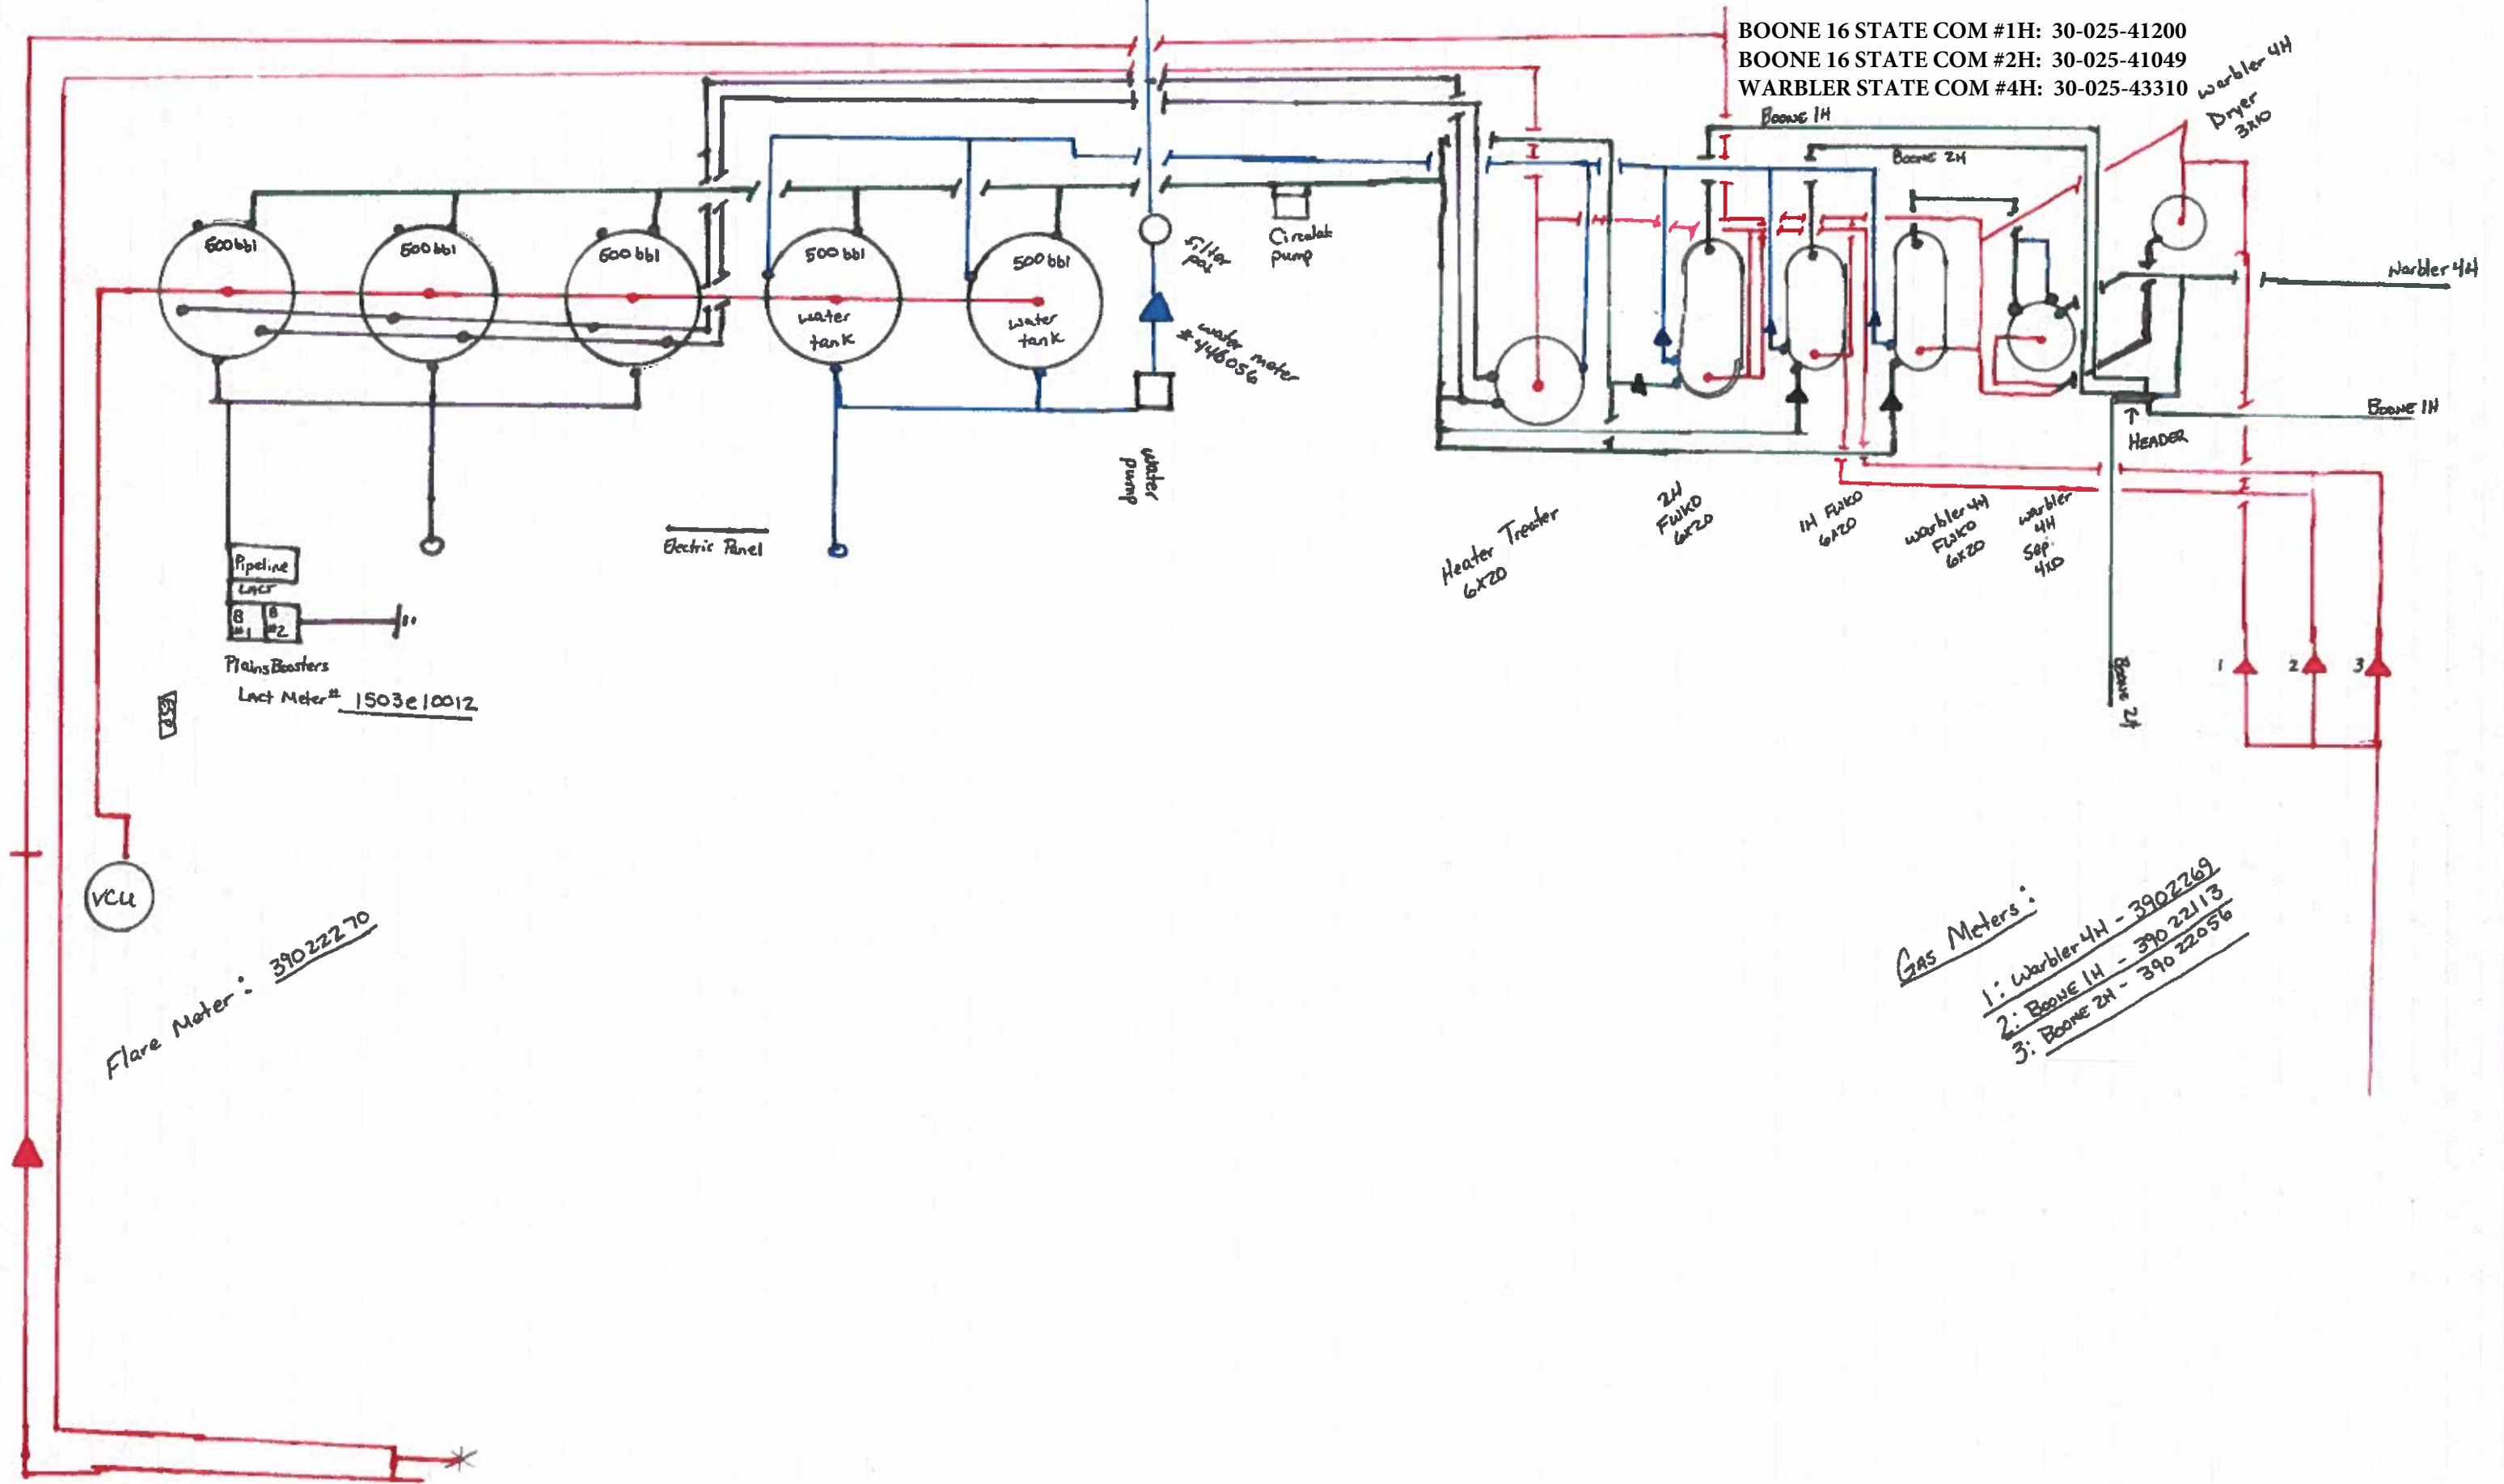 BOONE 16 STATE COM #1H: 30-025-41200
BOONE 16 STATE COM #2H: 30-025-41049
WARBLER STATE COM #4H: 30-025-43310
Warbler 4H
Dryer
3x10
BOONE 1H
BOONE 2H
500 bbl
500 bbl
500 bbl
500 bbl
water
tank
500 bbl
water
tank
filter
pot
Circulat
pump
water meter
# 446056
Warbler 4H
BOONE 1H
HEADER
water
pump
Heater Treater
6x20
2H
FWKO
6x20
1H FWKO
6x20
Warbler 4H
FWKO
6x20
Warbler
4H
Sep.
Electric Panel
Pipeline
LACT
B
#1
B
#2
Plains Boosters
Lact Meter# 1503e10012
ESP
BOONE 2H
1
2
3
VCU
Flare Meter: 39022270
GAS Meters:
1: Warbler 4H - 3902269
2: BOONE 1H - 39022113
3: BOONE 2H - 39022056